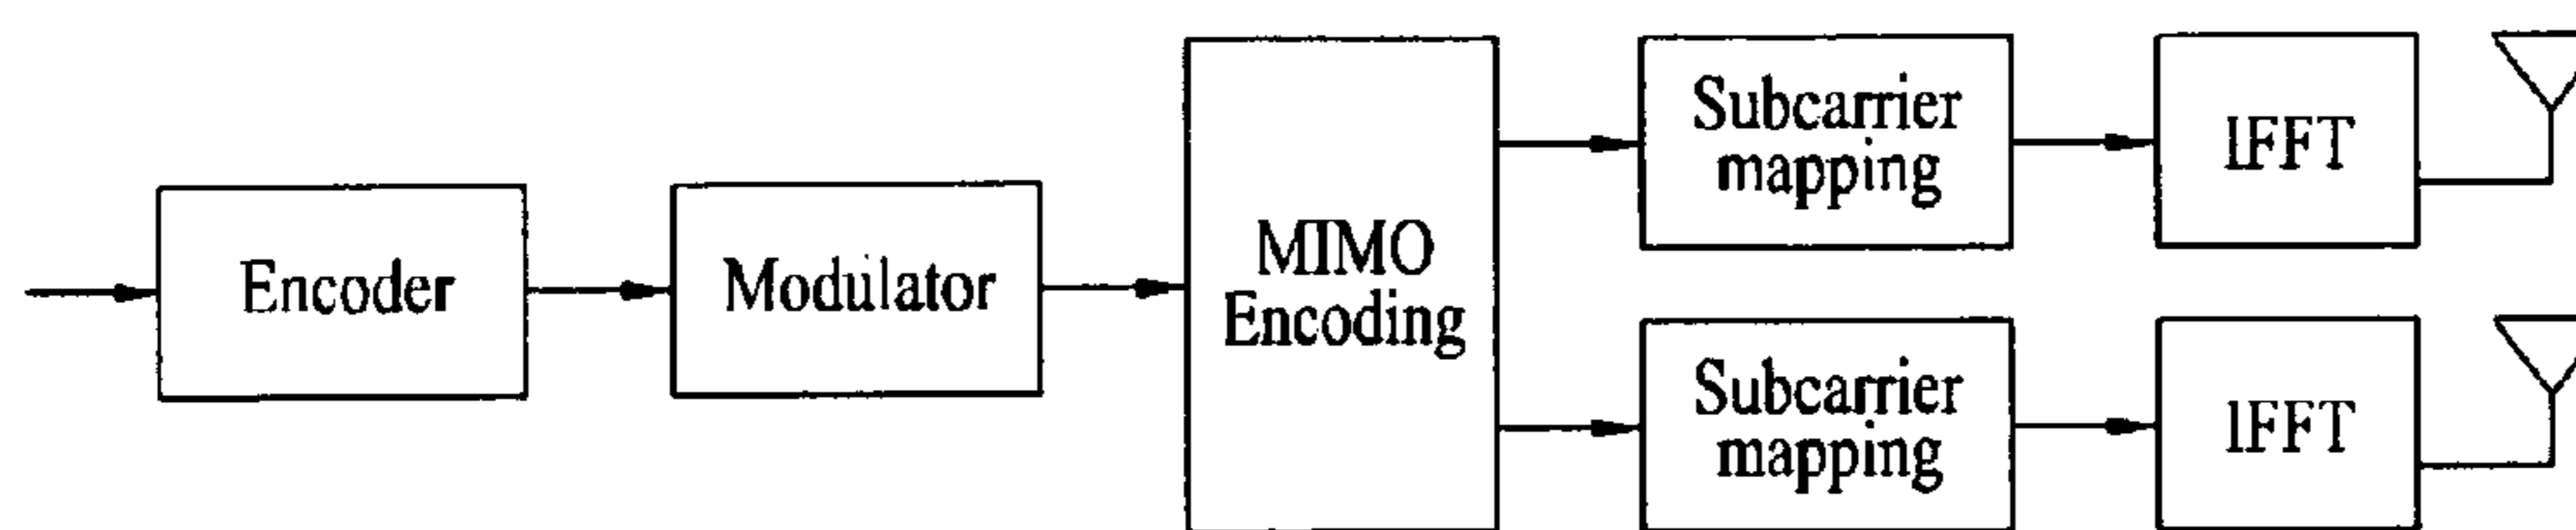 Encoder
Modulator
MIMO
Encoding
Subcarrier
mapping
IFFT
Subcarrier
mapping
IFFT